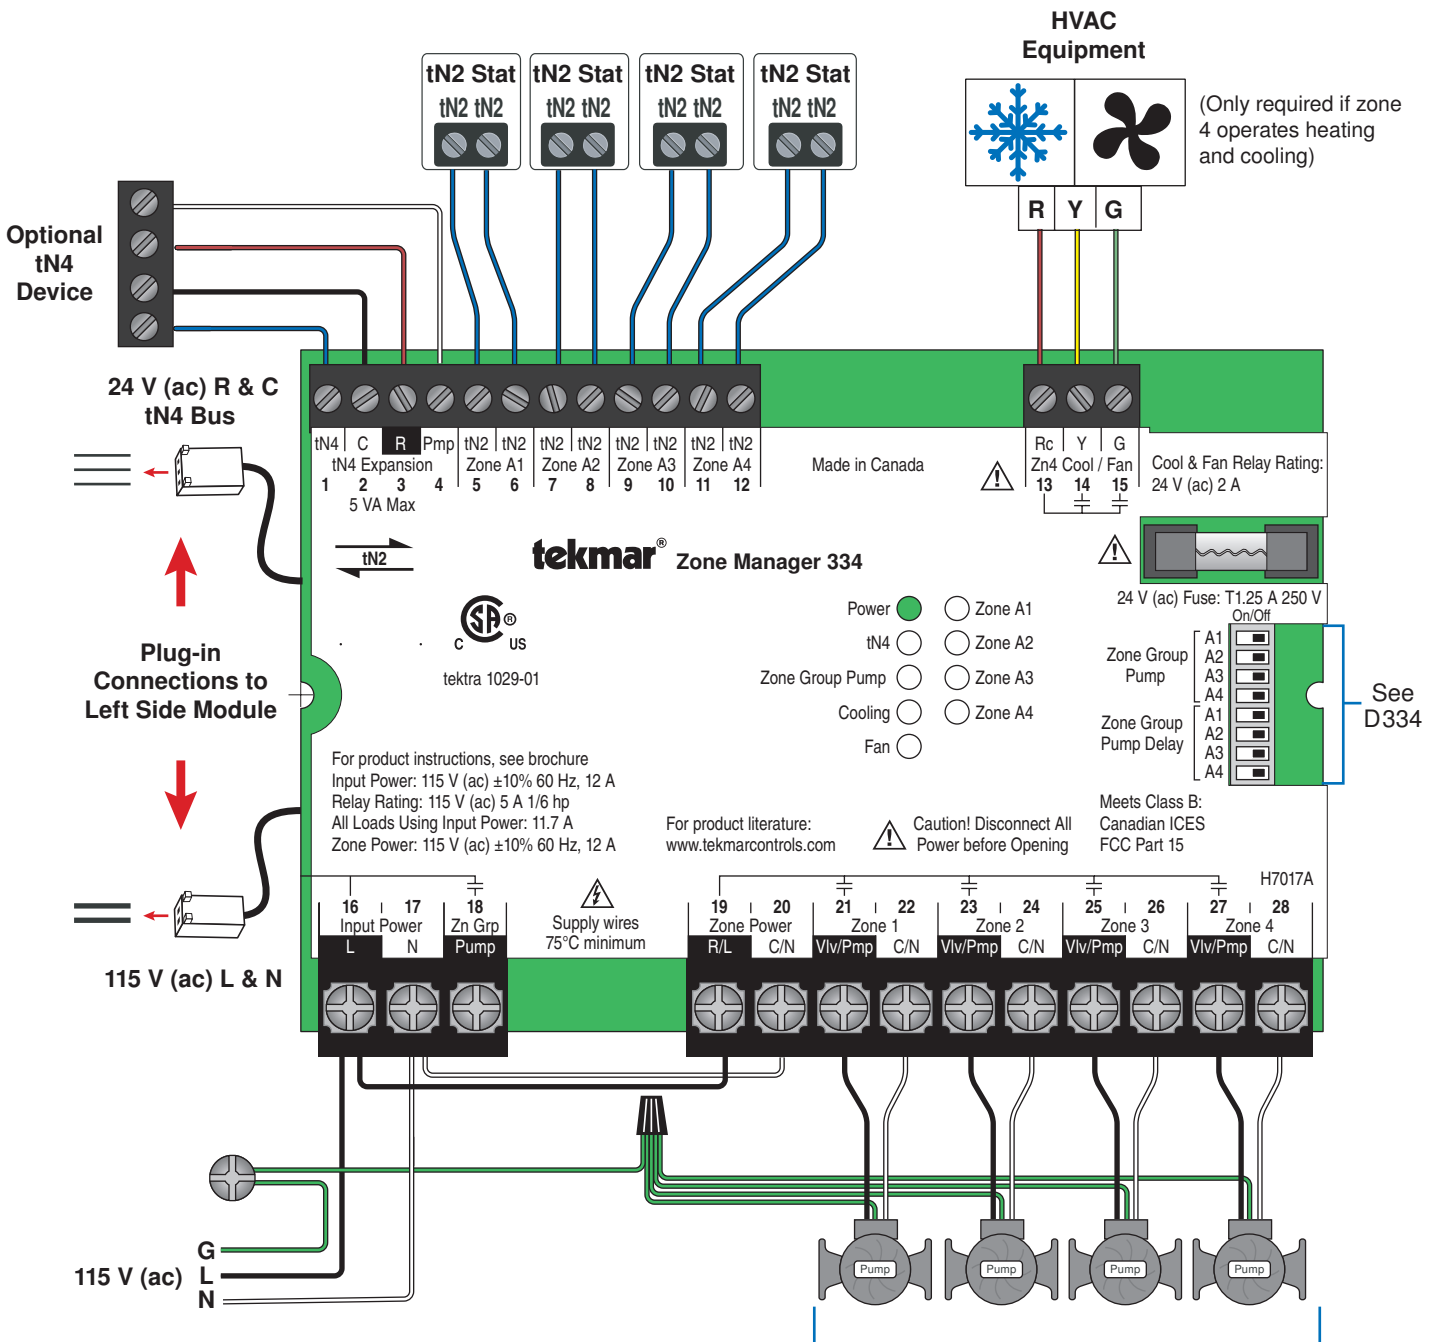 HVAC
Equipment
tN2 Stat tN2 Stat tN2 Stat tN2 Stat
tN2 tN2 tN2 tN2 tN2 tN2 tN2 tN2
(Only required if zone
4 operates heating
and cooling)
R Y G
Optional
tN4
Device
24 V (ac) R & C
tN4 Bus
tN4 C R Pmp tN2 tN2 tN2 tN2 tN2 tN2 tN2 tN2
tN4 Expansion Zone A1 Zone A2 Zone A3 Zone A4
1 2 3 4 5 6 7 8 9 10 11 12
5 VA Max
Made in Canada
Rc Y G
Zn4 Cool / Fan
13 14 15
Cool & Fan Relay Rating:
24 V (ac) 2 A
tN2
tekmar® Zone Manager 334
24 V (ac) Fuse: T1.25 A 250 V
On/Off
SA ®
C US
tektra 1029-01
Power Zone A1
tN4 Zone A2
Zone Group Pump Zone A3
Cooling Zone A4
Fan
Zone Group
Pump
A1
A2
A3
A4
Zone Group
Pump Delay
A1
A2
A3
A4
See
D334
Plug-in
Connections to
Left Side Module
For product instructions, see brochure
Input Power: 115 V (ac) ±10% 60 Hz, 12 A
Relay Rating: 115 V (ac) 5 A 1/6 hp
All Loads Using Input Power: 11.7 A
Zone Power: 115 V (ac) ±10% 60 Hz, 12 A
For product literature:
www.tekmarcontrols.com
Caution! Disconnect All
Power before Opening
Meets Class B:
Canadian ICES
FCC Part 15
H7017A
16 17 18
Input Power Zn Grp
L N Pump
Supply wires
75°C minimum
19 20 21 22 23 24 25 26 27 28
Zone Power Zone 1 Zone 2 Zone 3 Zone 4
R/L C/N Vlv/Pmp C/N Vlv/Pmp C/N Vlv/Pmp C/N Vlv/Pmp C/N
115 V (ac) L & N
115 V (ac)
G
L
N
Pump Pump Pump Pump